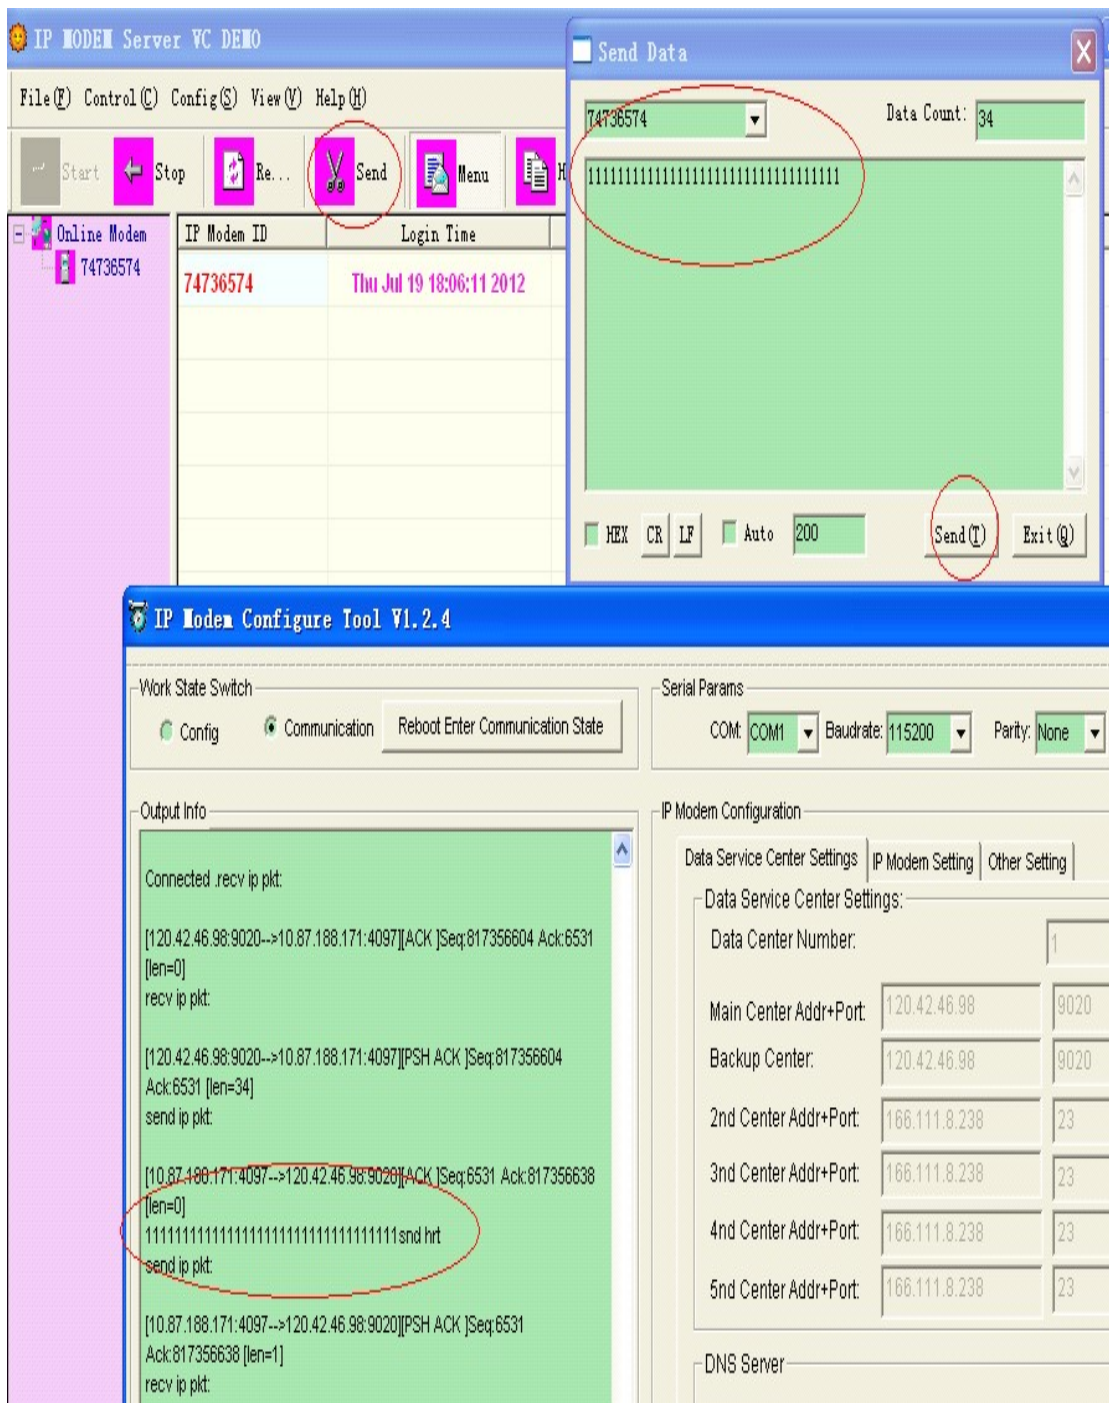 IP MODEM Server VC DEMO
File(F) Control(C) Config(S) View(V) Help(H)
Start Stop Re... Send Menu H
Online Modem
74736574
IP Modem ID Login Time
74736574 Thu Jul 19 18:06:11 2012
Send Data
74736574 Data Count: 34
1111111111111111111111111111111111
HEX CR LF Auto 200 Send(T) Exit(Q)
IP Modem Configure Tool V1.2.4
Work State Switch
Config Communication Reboot Enter Communication State
Serial Params
COM: COM1 Baudrate: 115200 Parity: None
Output Info
Connected .recv ip pkt:
[120.42.46.98:9020-->10.87.188.171:4097][ACK ]Seq:817356604 Ack:6531
[len=0]
recv ip pkt:
[120.42.46.98:9020-->10.87.188.171:4097][PSH ACK ]Seq:817356604
Ack:6531 [len=34]
send ip pkt:
[10.87.188.171:4097-->120.42.46.98:9020][ACK ]Seq:6531 Ack:817356638
[len=0]
1111111111111111111111111111111111snd hrt
send ip pkt:
[10.87.188.171:4097-->120.42.46.98:9020][PSH ACK ]Seq:6531
Ack:817356638 [len=1]
recv ip pkt:
IP Modem Configuration
Data Service Center Settings IP Modem Setting Other Setting
Data Service Center Settings:
Data Center Number: 1
Main Center Addr+Port: 120.42.46.98 9020
Backup Center: 120.42.46.98 9020
2nd Center Addr+Port: 166.111.8.238 23
3nd Center Addr+Port: 166.111.8.238 23
4nd Center Addr+Port: 166.111.8.238 23
5nd Center Addr+Port: 166.111.8.238 23
DNS Server